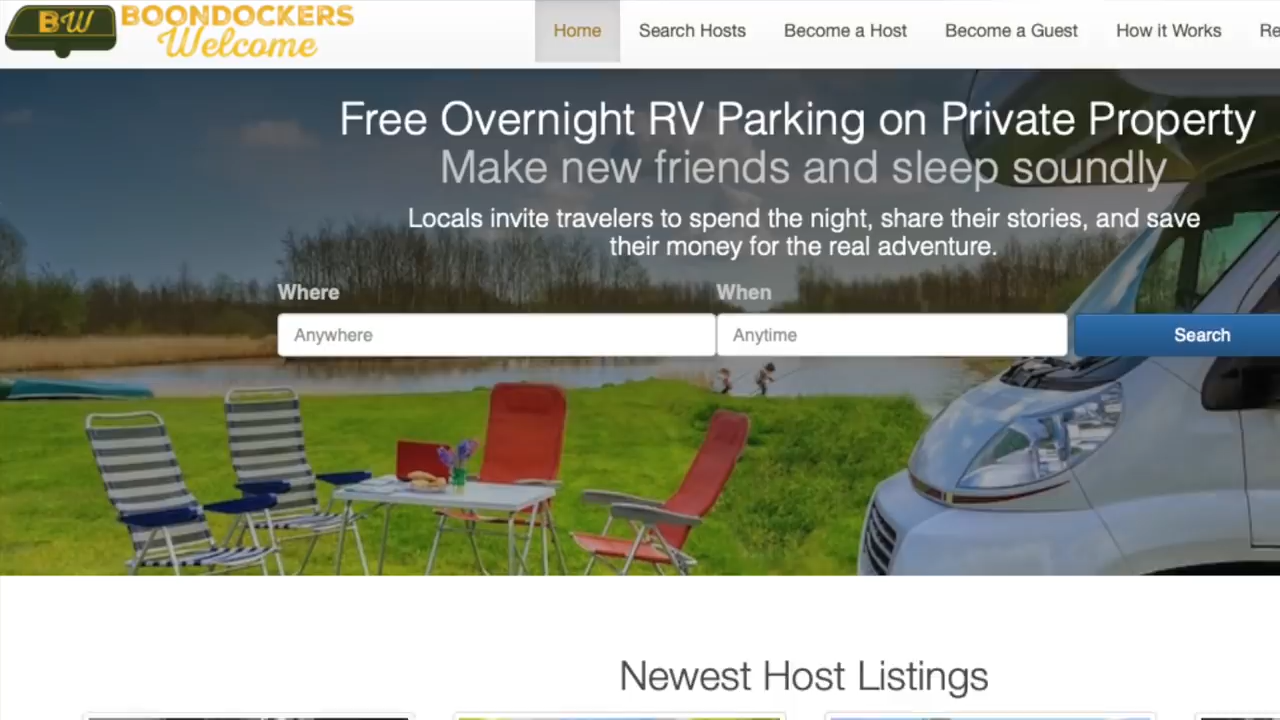 BW
BOONDOCKERS
Welcome
Home
Search Hosts
Become a Host
Become a Guest
How it Works
Re
Free Overnight RV Parking on Private Property
Make new friends and sleep soundly
Locals invite travelers to spend the night, share their stories, and save
their money for the real adventure.
Where
When
Anywhere
Anytime
Search
Newest Host Listings